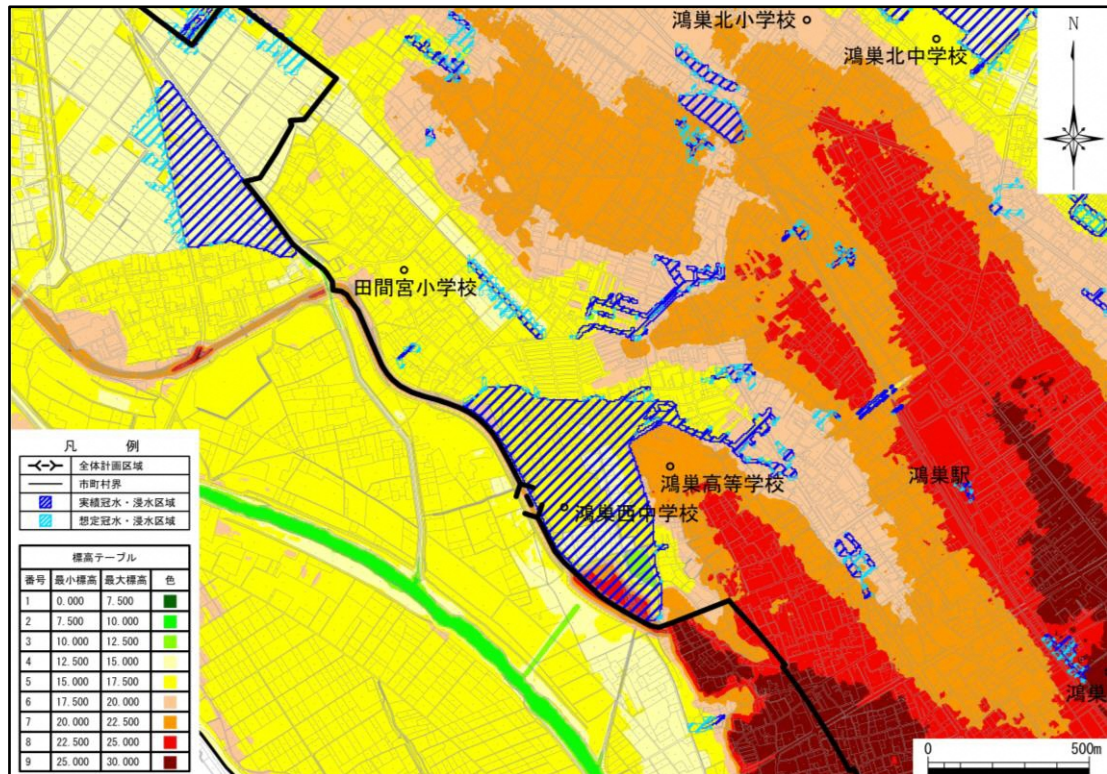 鴻巣北小学校
鴻巣北中学校
N
田間宮小学校
鴻巣高等学校
鴻巣西中学校
鴻巣駅
鴻巣
凡 例
全体計画区域
市町村界
実績冠水・浸水区域
想定冠水・浸水区域
標高テーブル
番号 最小標高 最大標高 色
1 0.000 7.500
2 7.500 10.000
3 10.000 12.500
4 12.500 15.000
5 15.000 17.500
6 17.500 20.000
7 20.000 22.500
8 22.500 25.000
9 25.000 30.000
0 500m